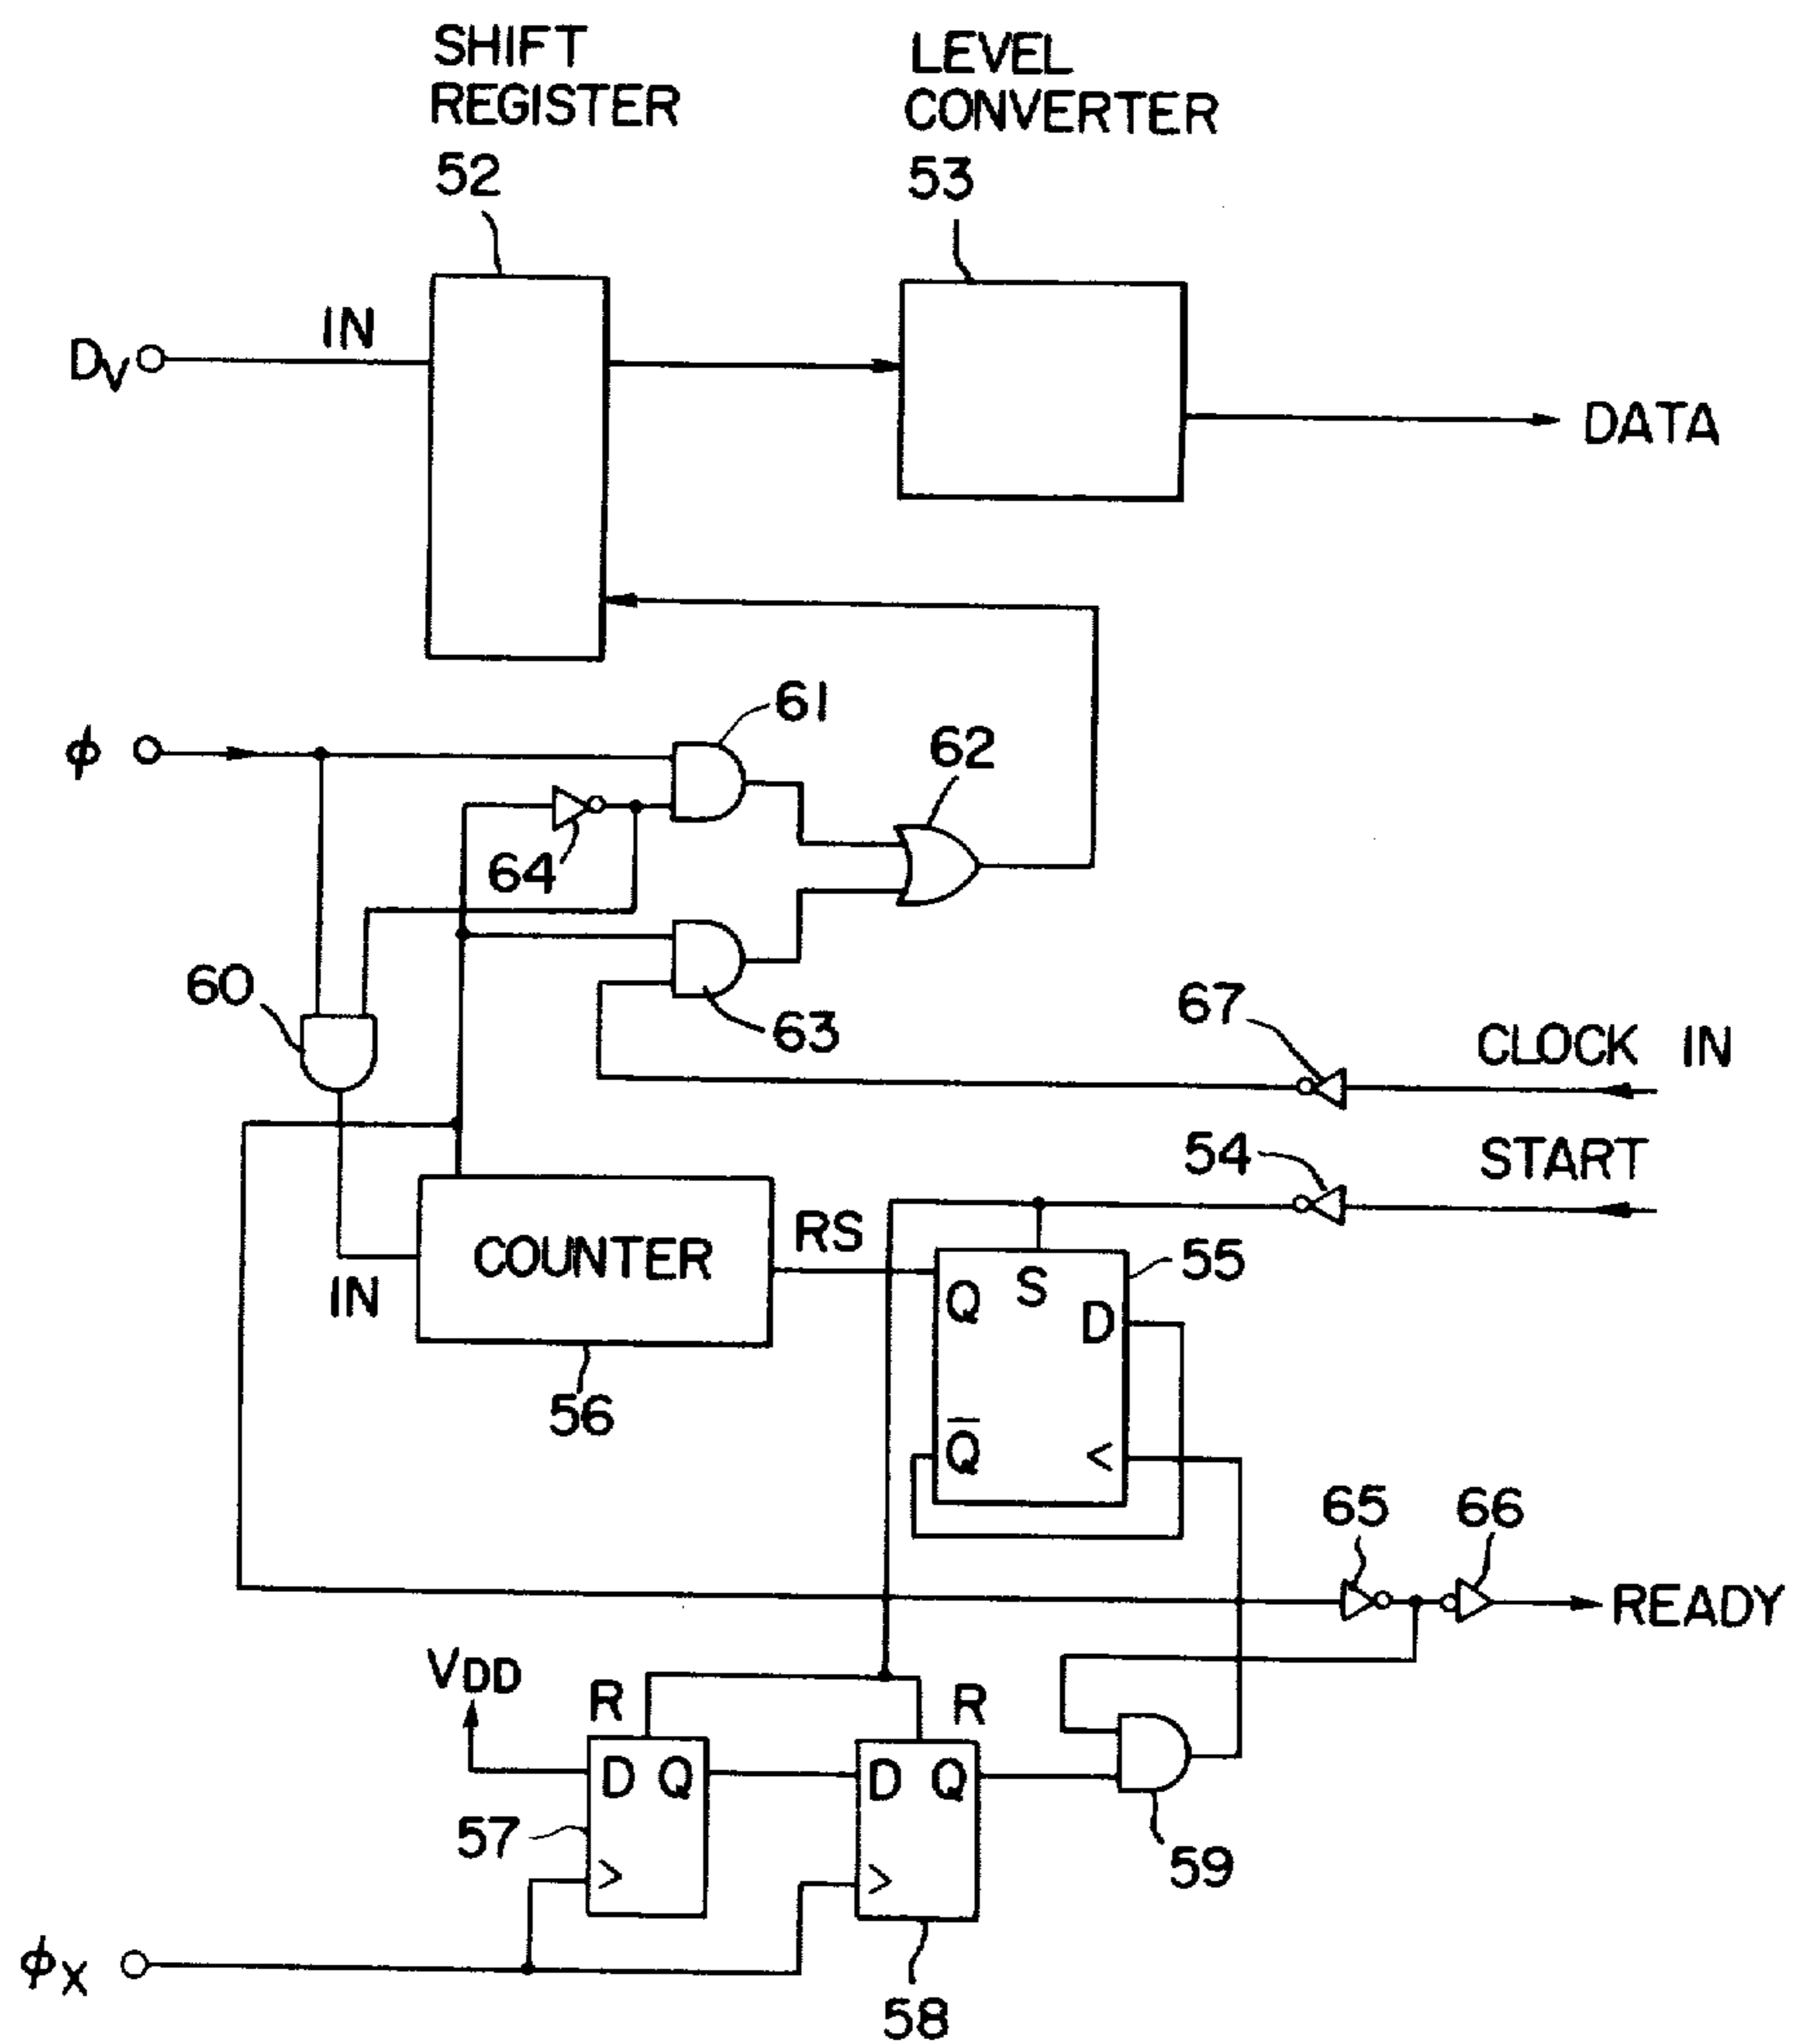 SHIFT
REGISTER
52
LEVEL
CONVERTER
53
DV
IN
DATA
ϕ
61
62
64
60
63
67
CLOCK IN
54
START
COUNTER
RS
IN
56
Q
S
D
55
Q̅
<
65
66
READY
VDD
R
R
D
Q
D
Q
57
>
>
59
ϕX
58